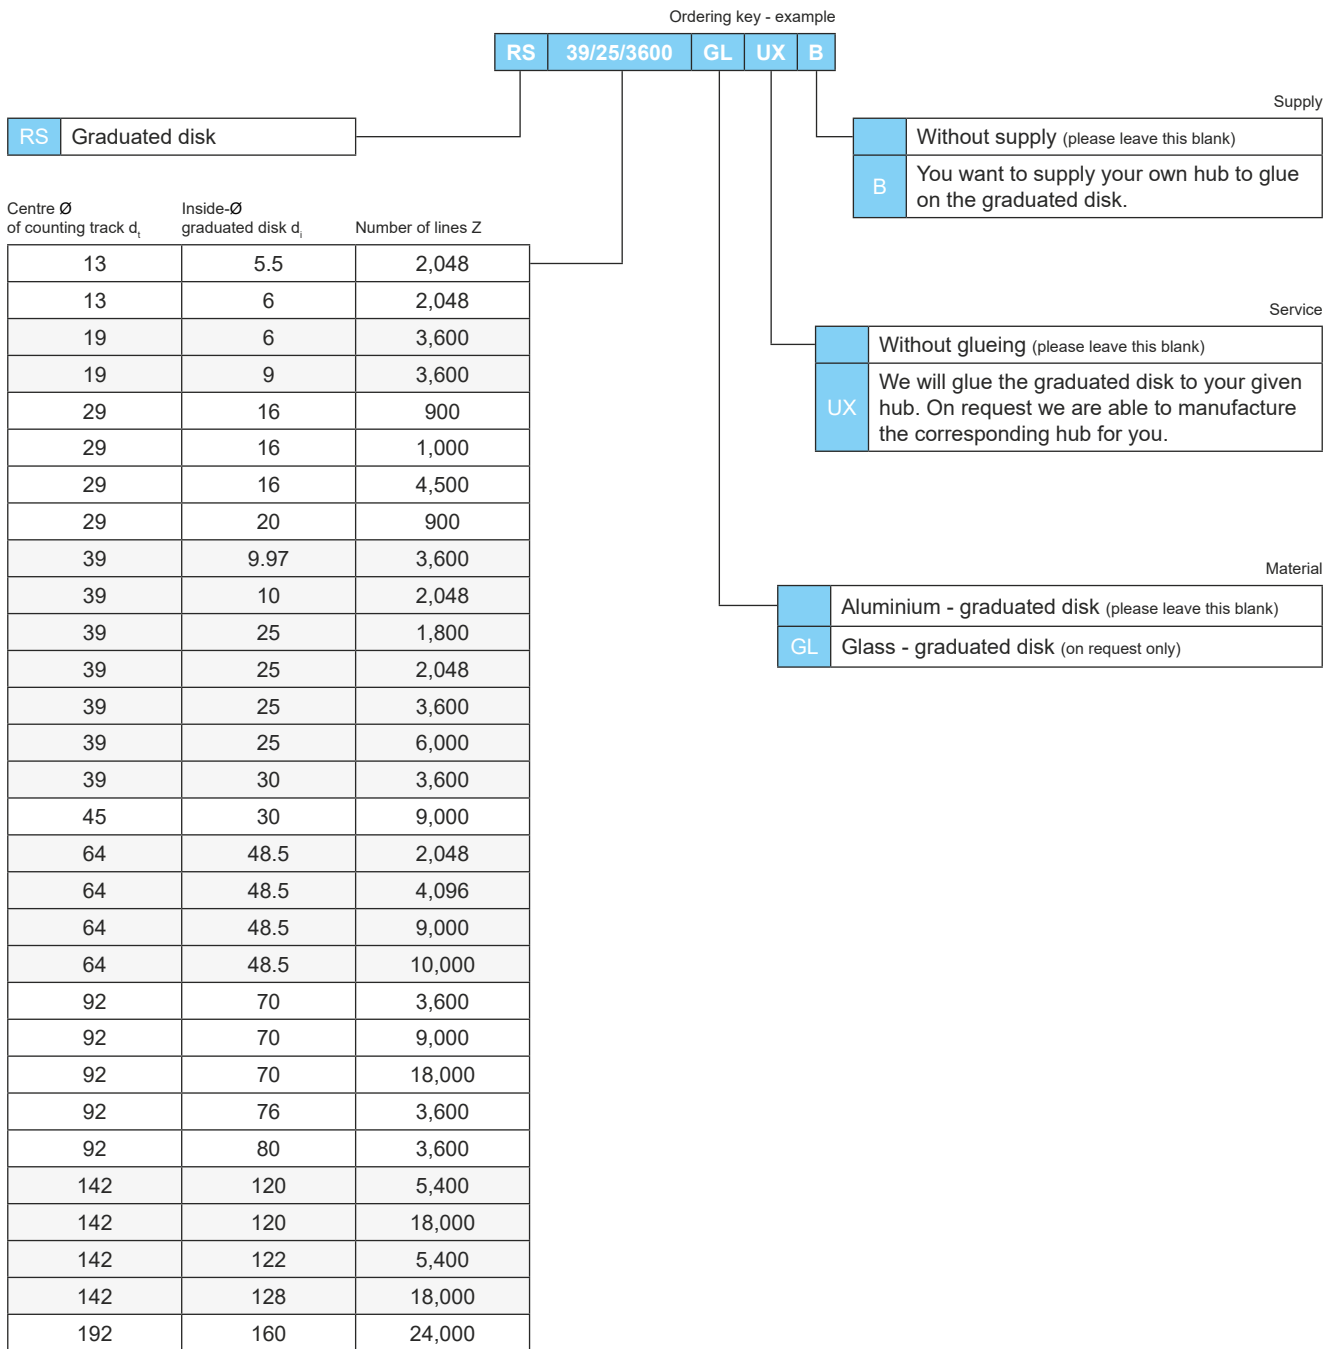 Ordering key - example
RS 39/25/3600 GL UX B
RS Graduated disk
Supply
Without supply (please leave this blank)
B You want to supply your own hub to glue
on the graduated disk.
Service
Without glueing (please leave this blank)
UX We will glue the graduated disk to your given
hub. On request we are able to manufacture
the corresponding hub for you.
Material
Aluminium - graduated disk (please leave this blank)
GL Glass - graduated disk (on request only)
Centre Ø Inside-Ø
of counting track dt graduated disk di Number of lines Z
13 5.5 2,048
13 6 2,048
19 6 3,600
19 9 3,600
29 16 900
29 16 1,000
29 16 4,500
29 20 900
39 9.97 3,600
39 10 2,048
39 25 1,800
39 25 2,048
39 25 3,600
39 25 6,000
39 30 3,600
45 30 9,000
64 48.5 2,048
64 48.5 4,096
64 48.5 9,000
64 48.5 10,000
92 70 3,600
92 70 9,000
92 70 18,000
92 76 3,600
92 80 3,600
142 120 5,400
142 120 18,000
142 122 5,400
142 128 18,000
192 160 24,000